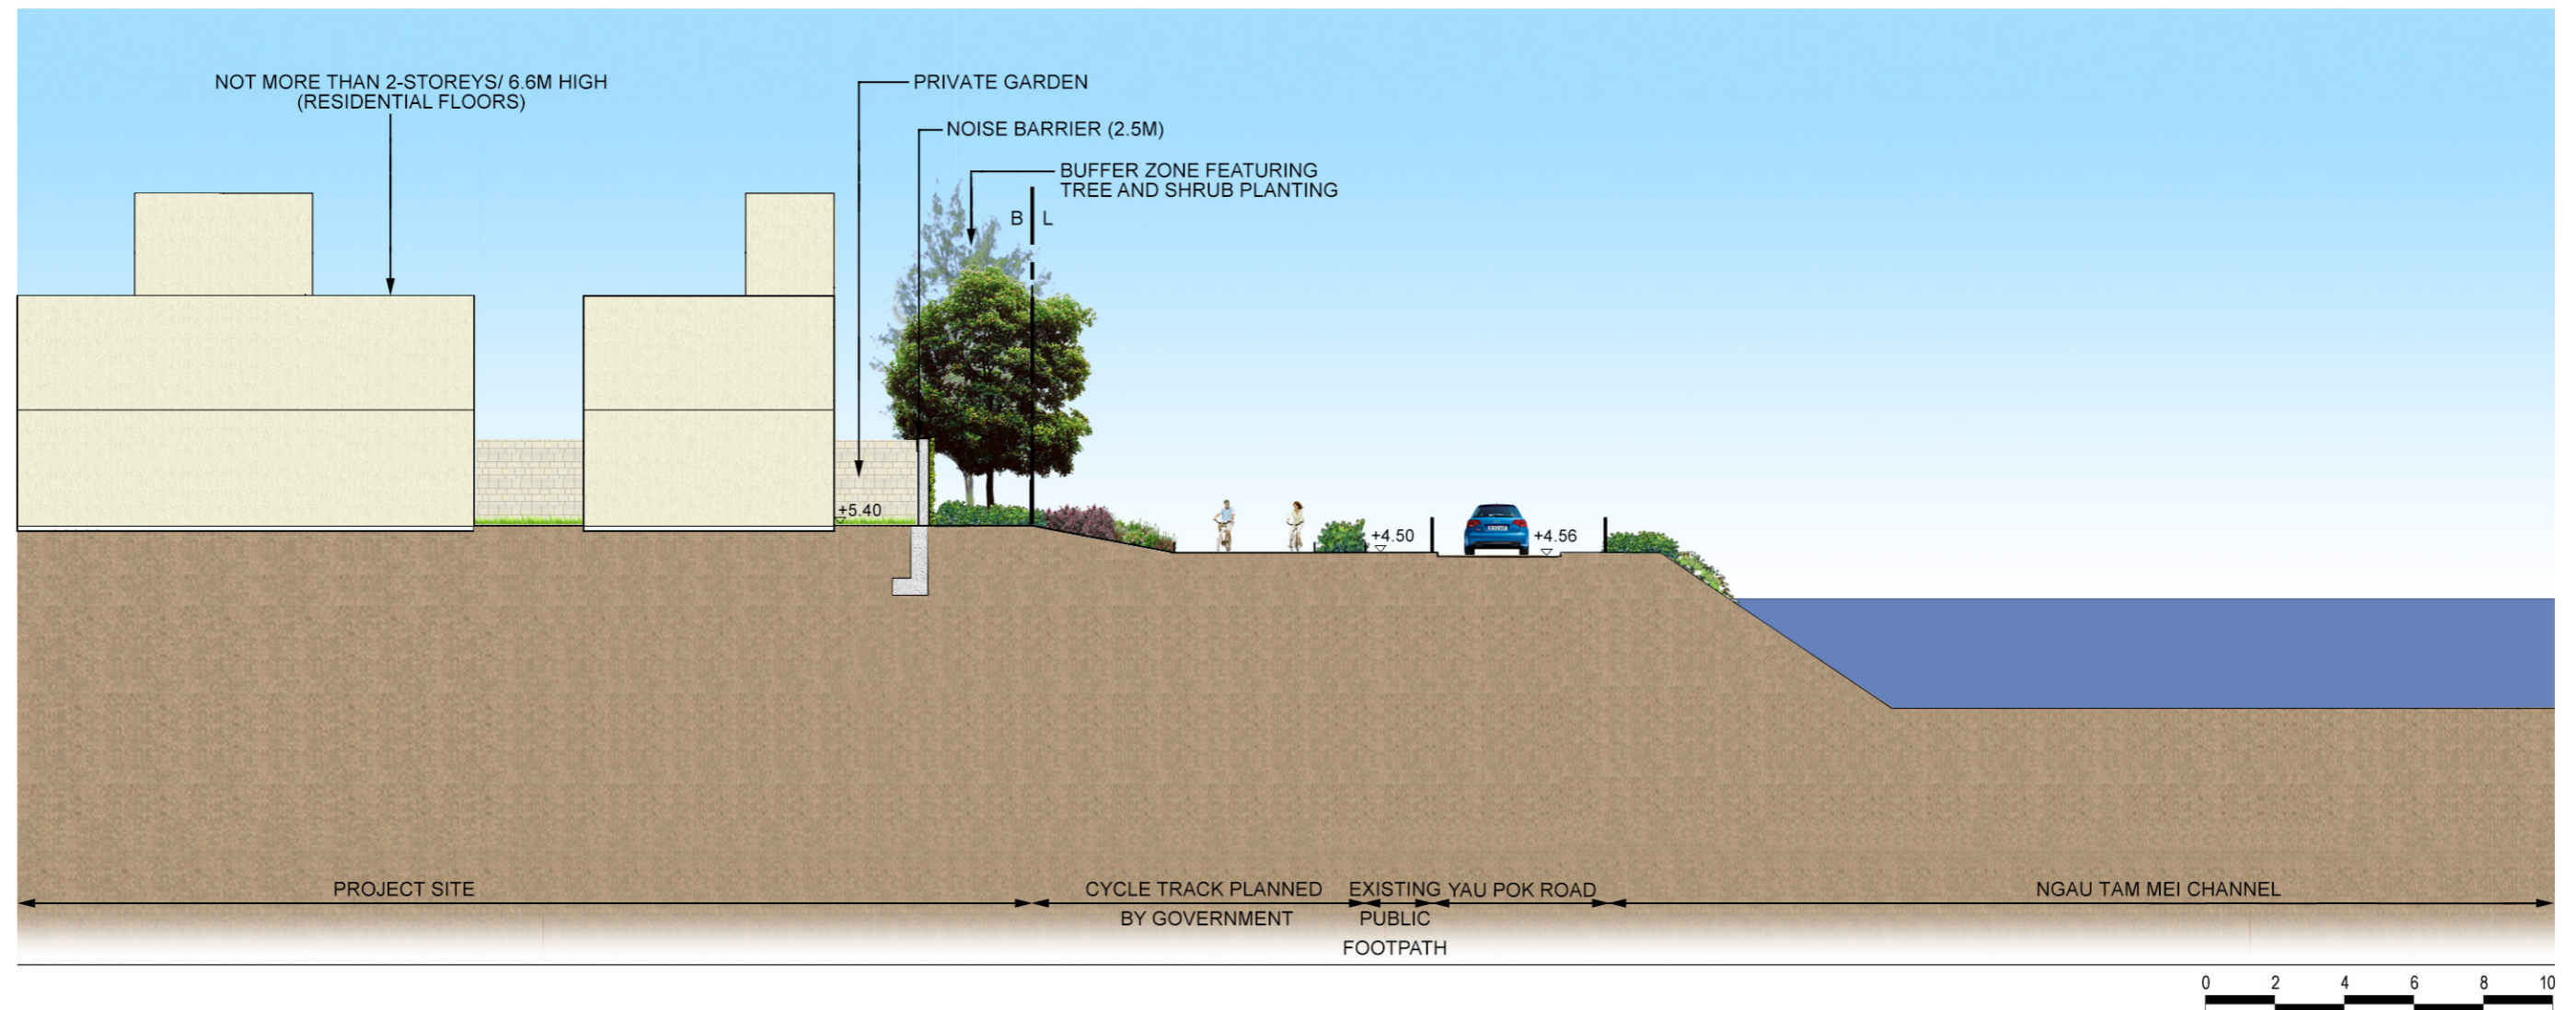 NOT MORE THAN 2-STOREYS/ 6.6M HIGH
(RESIDENTIAL FLOORS)
PRIVATE GARDEN
NOISE BARRIER (2.5M)
BUFFER ZONE FEATURING
TREE AND SHRUB PLANTING
B L
+5.40
+4.50
+4.56
PROJECT SITE
CYCLE TRACK PLANNED
BY GOVERNMENT
EXISTING
PUBLIC
FOOTPATH
YAU POK ROAD
NGAU TAM MEI CHANNEL
0 2 4 6 8 10